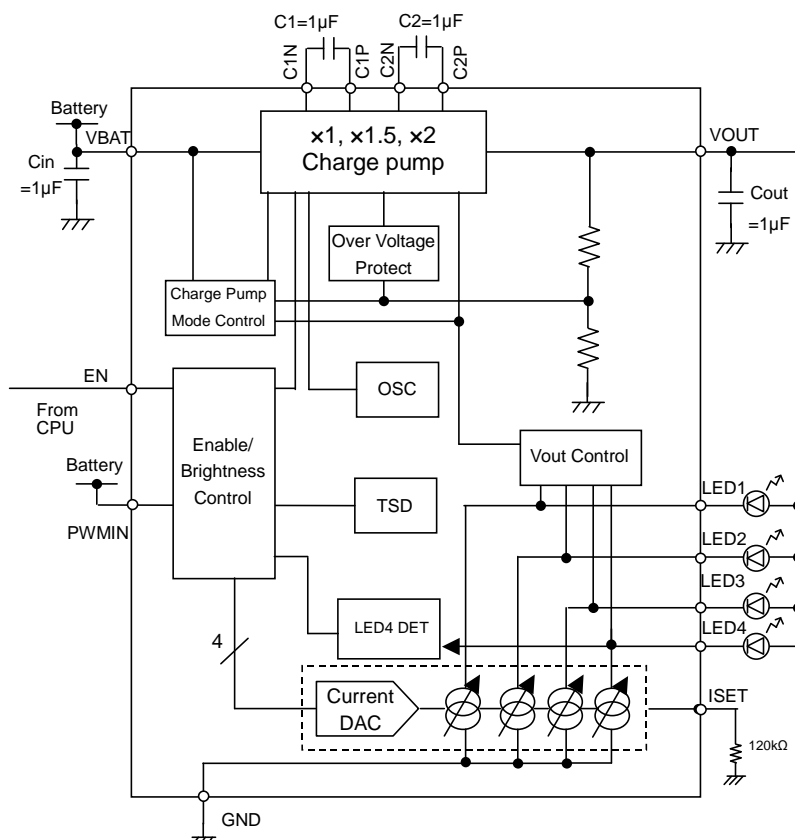 C1=1µF
C2=1µF
C1N
C1P
C2N
C2P
Battery
VBAT
×1, ×1.5, ×2
Charge pump
VOUT
Cin
=1µF
Cout
=1µF
Over Voltage
Protect
Charge Pump
Mode Control
EN
From
CPU
OSC
Enable/
Brightness
Control
Vout Control
Battery
PWMIN
TSD
LED1
LED2
LED3
LED4
LED4 DET
4
Current
DAC
ISET
120kΩ
GND